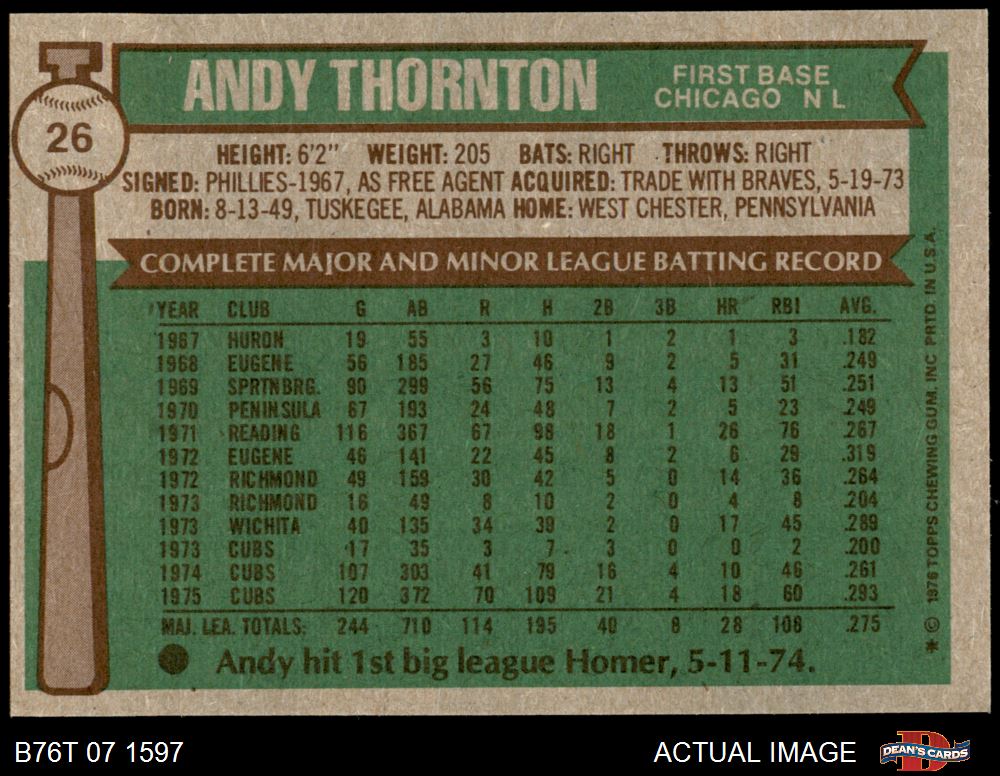 ANDY THORNTON
FIRST BASE
CHICAGO N L
26
HEIGHT: 6'2" WEIGHT: 205 BATS: RIGHT THROWS: RIGHT
SIGNED: PHILLIES-1967, AS FREE AGENT ACQUIRED: TRADE WITH BRAVES, 5-19-73
BORN: 8-13-49, TUSKEGEE, ALABAMA HOME: WEST CHESTER, PENNSYLVANIA
COMPLETE MAJOR AND MINOR LEAGUE BATTING RECORD
YEAR CLUB G AB R H 2B 3B HR RBI AVG.
1967 HURON 19 55 3 10 1 2 1 3 .182
1968 EUGENE 56 185 27 46 9 2 5 31 .249
1969 SPRTNBRG. 90 299 56 75 13 4 13 51 .251
1970 PENINSULA 67 193 24 48 7 2 5 23 .249
1971 READING 116 367 67 98 18 1 26 76 .267
1972 EUGENE 46 141 22 45 8 2 6 29 .319
1972 RICHMOND 49 159 30 42 5 0 14 36 .264
1973 RICHMOND 16 49 8 10 2 0 4 8 .204
1973 WICHITA 40 135 34 39 2 0 17 45 .289
1973 CUBS 17 35 3 7 3 0 0 2 .200
1974 CUBS 107 303 41 79 16 4 10 46 .261
1975 CUBS 120 372 70 109 21 4 18 60 .293
MAJ. LEA. TOTALS: 244 710 114 195 40 8 28 108 .275
Andy hit 1st big league Homer, 5-11-74.
* © 1976 TOPPS CHEWING GUM, INC PRTD. IN U.S.A.
B76T 07 1597
ACTUAL IMAGE
DEAN'S CARDS